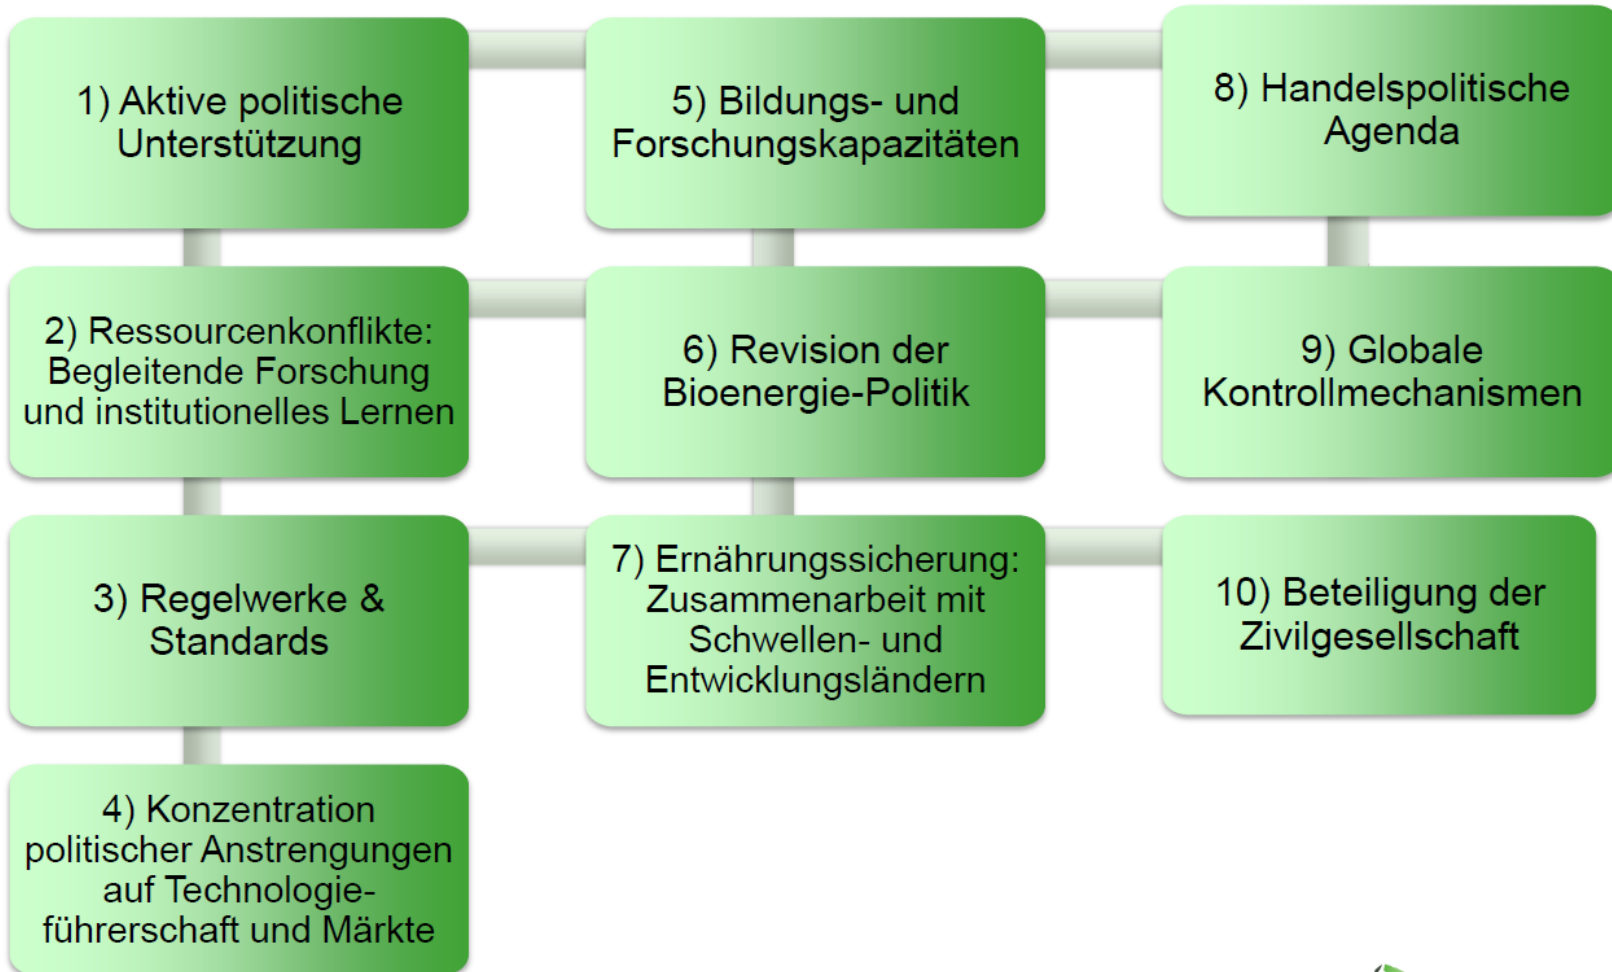 1) Aktive politische
Unterstützung
2) Ressourcenkonflikte:
Begleitende Forschung
und institutionelles Lernen
3) Regelwerke &
Standards
4) Konzentration
politischer Anstrengungen
auf Technologie-
führerschaft und Märkte
5) Bildungs- und
Forschungskapazitäten
6) Revision der
Bioenergie-Politik
7) Ernährungssicherung:
Zusammenarbeit mit
Schwellen- und
Entwicklungsländern
8) Handelspolitische
Agenda
9) Globale
Kontrollmechanismen
10) Beteiligung der
Zivilgesellschaft